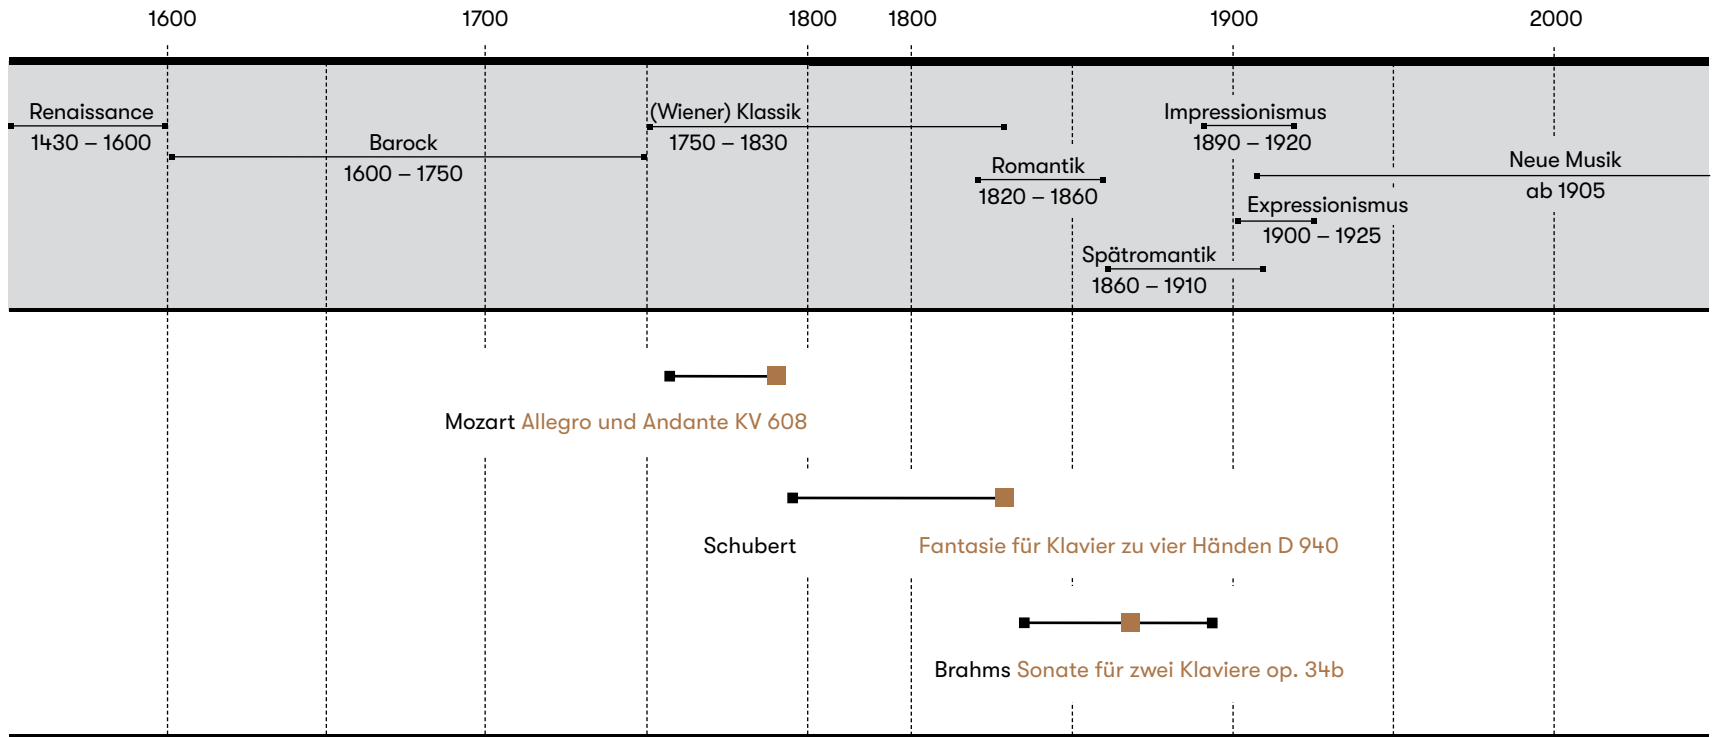 1600 1700 1800 1800 1900 2000
Renaissance
1430 – 1600
Barock
1600 – 1750
(Wiener) Klassik
1750 – 1830
Romantik
1820 – 1860
Impressionismus
1890 – 1920
Neue Musik
ab 1905
Expressionismus
1900 – 1925
Spätromantik
1860 – 1910
Mozart Allegro und Andante KV 608
Schubert Fantasie für Klavier zu vier Händen D 940
Brahms Sonate für zwei Klaviere op. 34b